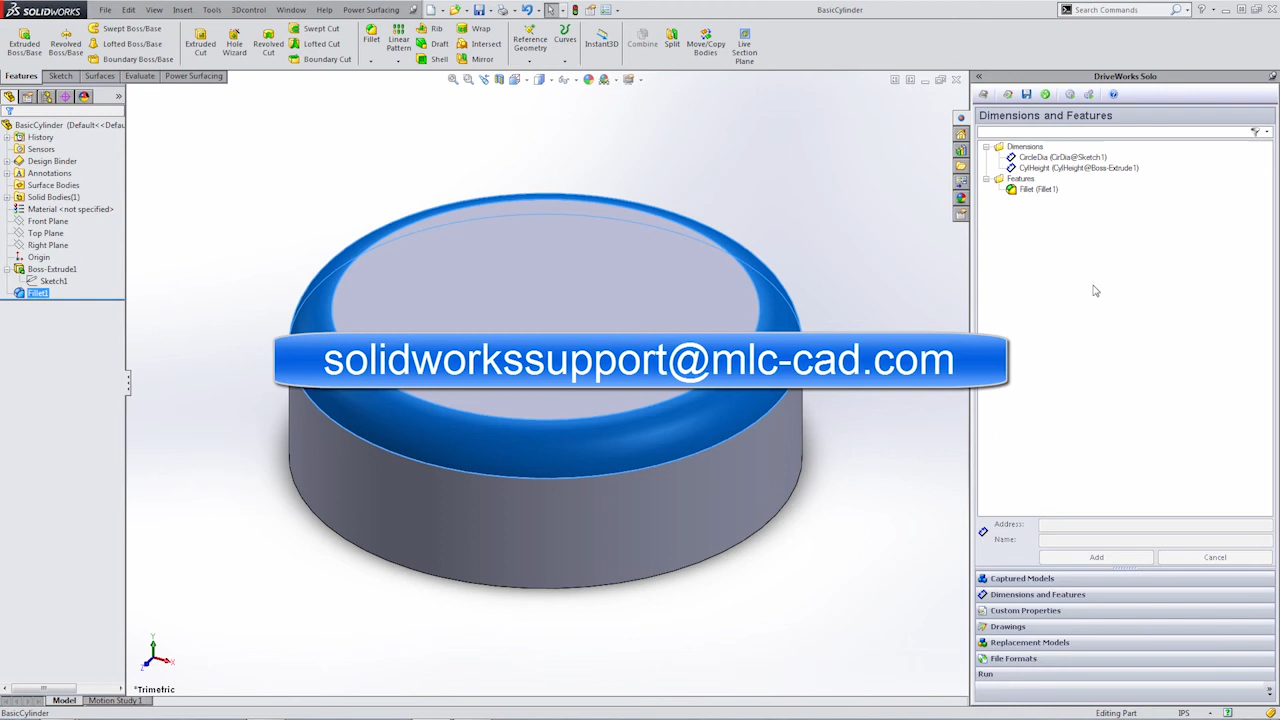 SOLIDWORKS File Edit View Insert Tools 3Dcontrol Window Help Power Surfacing BasicCylinder Search Commands
Extruded Boss/Base
Revolved Boss/Base
Swept Boss/Base
Lofted Boss/Base
Boundary Boss/Base
Extruded Cut
Hole Wizard
Revolved Cut
Swept Cut
Lofted Cut
Boundary Cut
Fillet
Linear Pattern
Rib
Draft
Shell
Wrap
Intersect
Mirror
Reference Geometry
Curves
Instant3D
Combine
Split
Move/Copy Bodies
Live Section Plane
Features Sketch Surfaces Evaluate Power Surfacing
BasicCylinder (Default<<Defau
History
Sensors
Design Binder
Annotations
Surface Bodies
Solid Bodies(1)
Material <not specified>
Front Plane
Top Plane
Right Plane
Origin
Boss-Extrude1
Sketch1
Fillet1
solidworkssupport@mlc-cad.com
Y
X
Z
*Trimetric
DriveWorks Solo
Dimensions and Features
Dimensions
CircleDia (CirDia@Sketch1)
CylHeight (CylHeight@Boss-Extrude1)
Features
Fillet (Fillet1)
Address:
Name:
Add Cancel
Captured Models
Dimensions and Features
Custom Properties
Drawings
Replacement Models
File Formats
Run
Model Motion Study 1
BasicCylinder Editing Part IPS